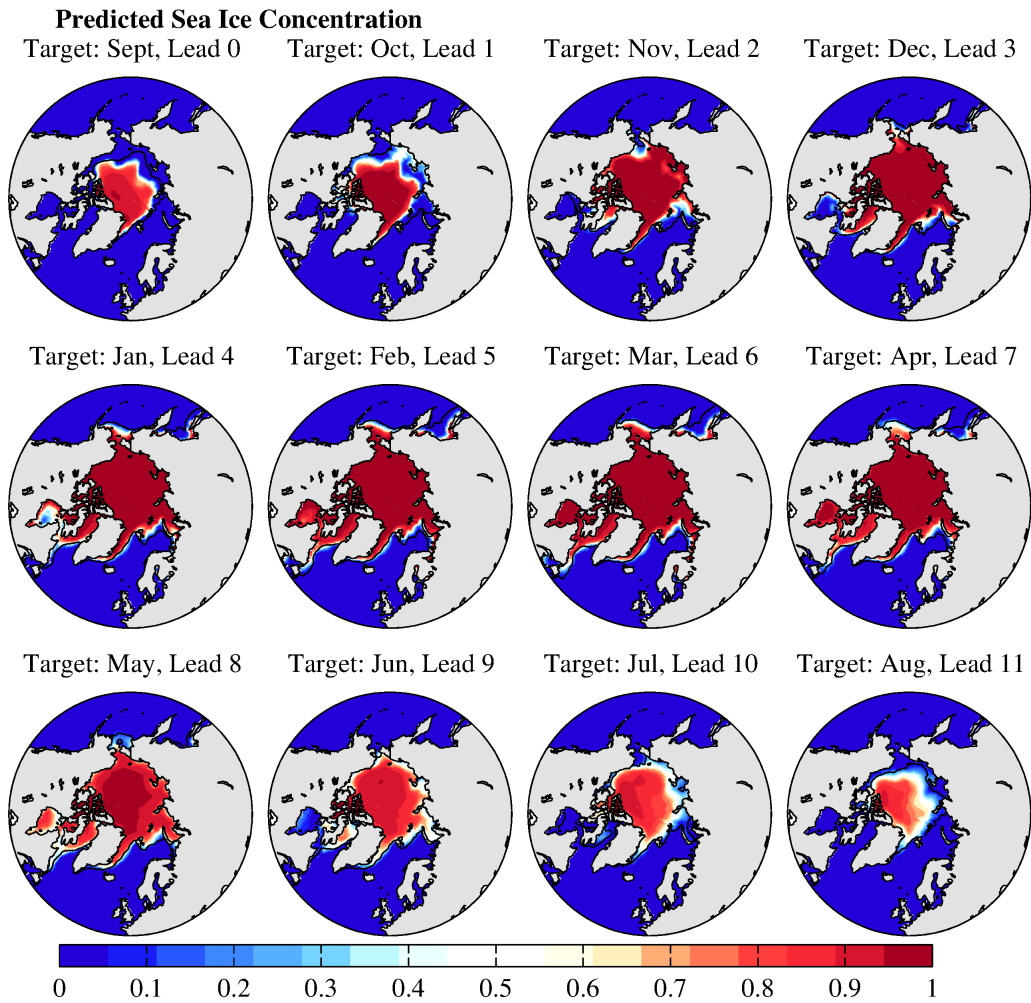 Predicted Sea Ice Concentration
Target: Sept, Lead 0
Target: Oct, Lead 1
Target: Nov, Lead 2
Target: Dec, Lead 3
Target: Jan, Lead 4
Target: Feb, Lead 5
Target: Mar, Lead 6
Target: Apr, Lead 7
Target: May, Lead 8
Target: Jun, Lead 9
Target: Jul, Lead 10
Target: Aug, Lead 11
0 0.1 0.2 0.3 0.4 0.5 0.6 0.7 0.8 0.9 1